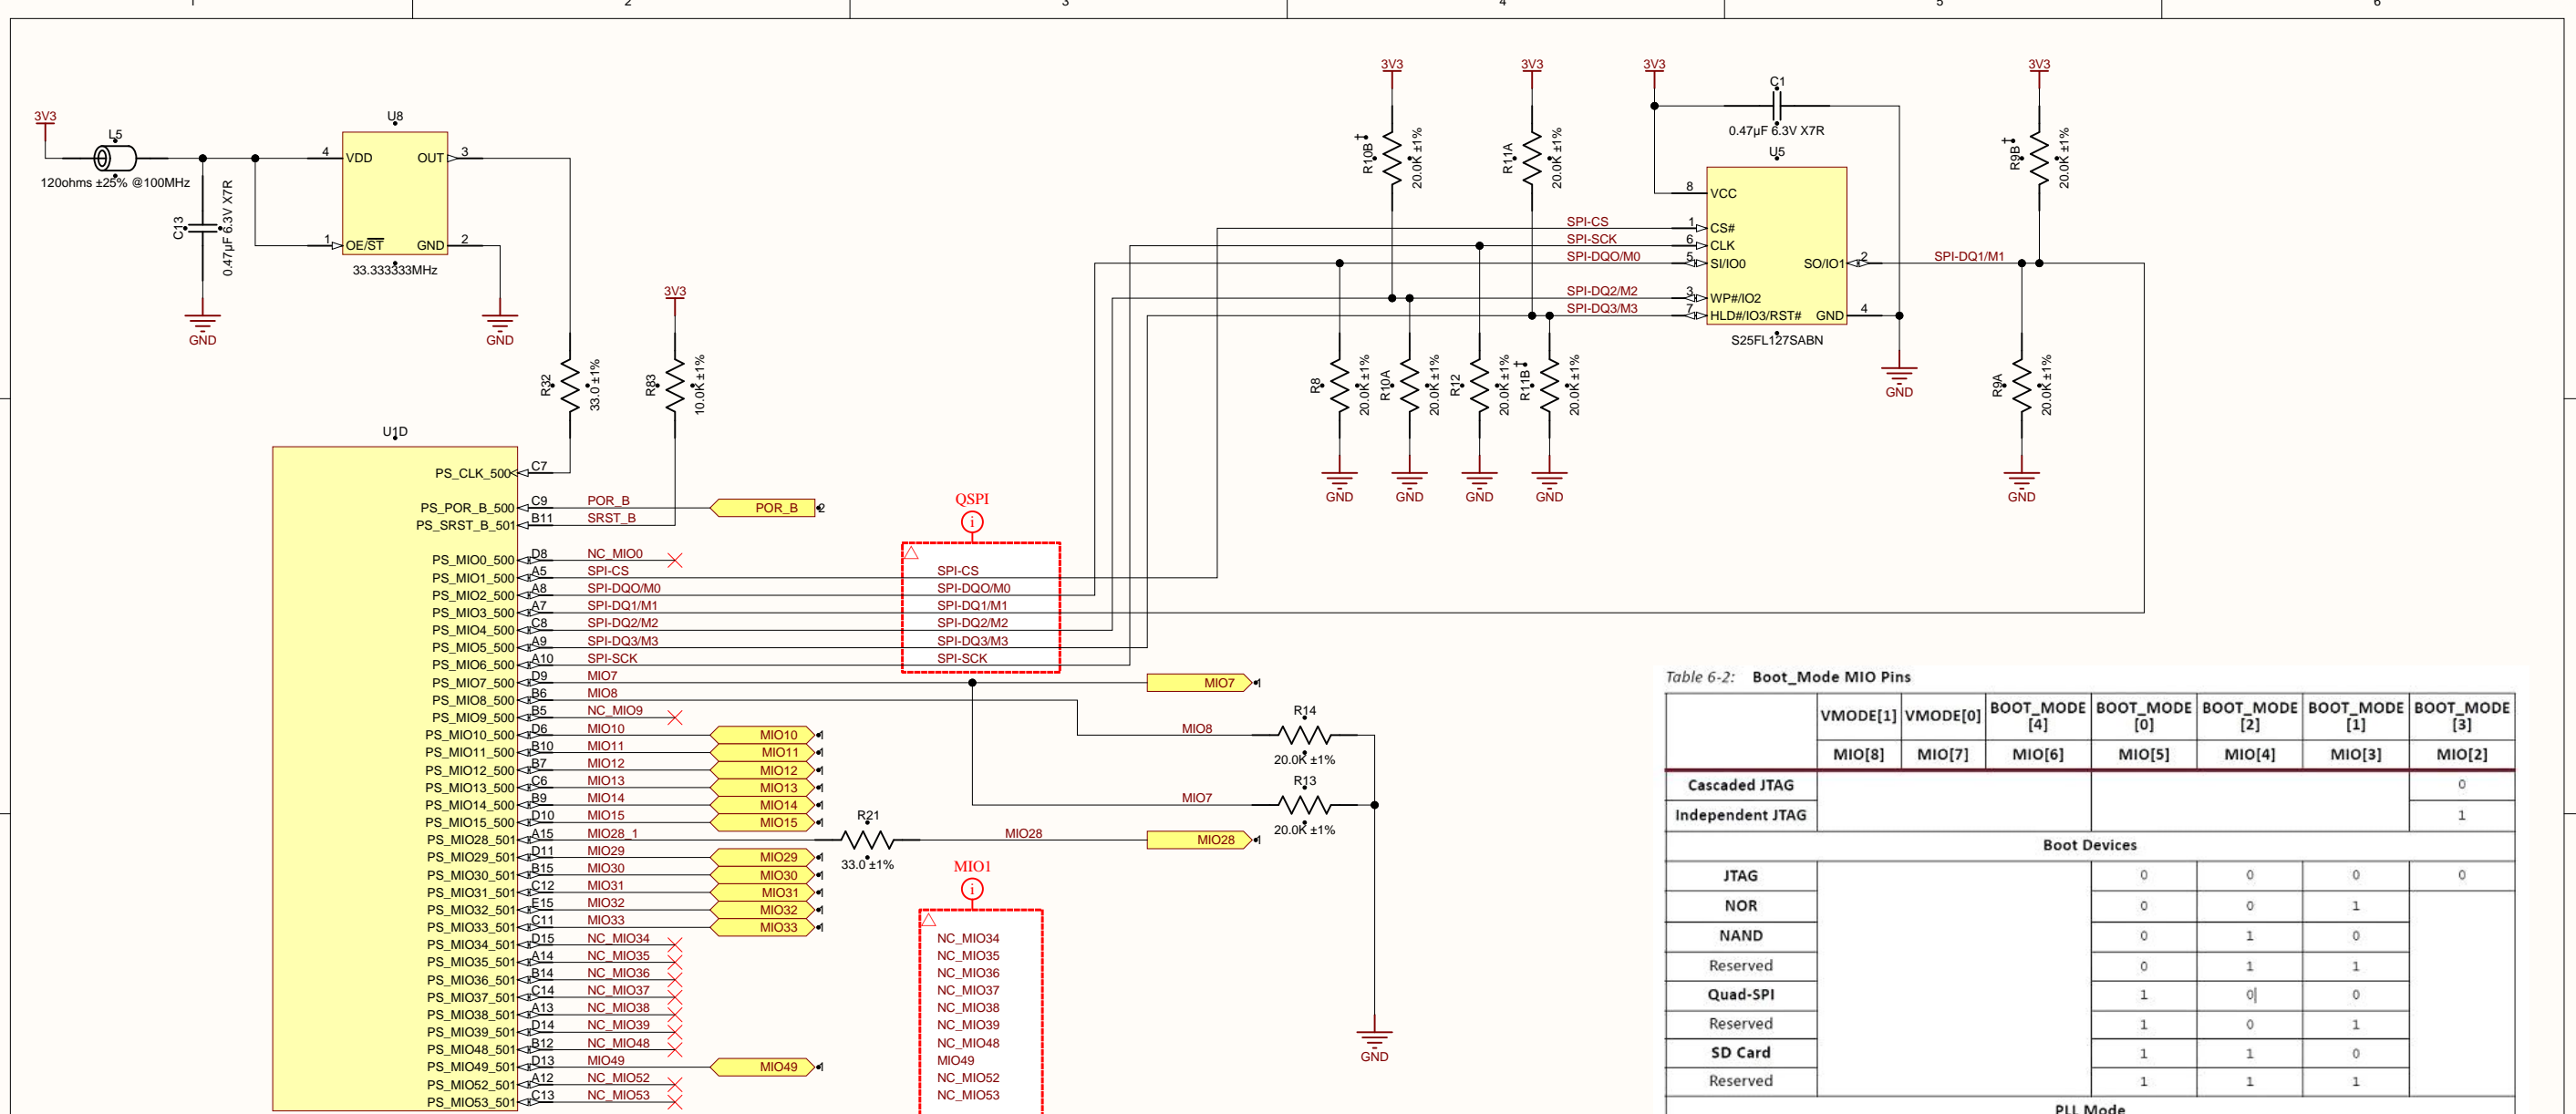 1 2 3 4 5 6
3V3
L5
120ohms ±25% @100MHz
C13
0.47µF 6.3V X7R
GND
U8
4 VDD OUT 3
1 OE/ST GND 2
33.333333MHz
GND
R32
33.0 ±1%
3V3
R83
10.0K ±1%
3V3
R10B †
20.0K ±1%
3V3
R11A
20.0K ±1%
3V3
C1
0.47µF 6.3V X7R
U5
8 VCC
SPI-CS 1 CS#
SPI-SCK 6 CLK
SPI-DQO/M0 5 SI/IO0 SO/IO1 2 SPI-DQ1/M1
SPI-DQ2/M2 3 WP#/IO2
SPI-DQ3/M3 7 HLD#/IO3/RST# GND 4
S25FL127SABN
GND
3V3
R9B †
20.0K ±1%
R8
20.0K ±1%
R10A
20.0K ±1%
R12
20.0K ±1%
R11B †
20.0K ±1%
R9A
20.0K ±1%
GND GND GND GND GND
U1D
PS_CLK_500 C7
PS_POR_B_500 C9 POR_B POR_B 2
PS_SRST_B_501 B11 SRST_B
PS_MIO0_500 D8 NC_MIO0
PS_MIO1_500 A5 SPI-CS
PS_MIO2_500 A8 SPI-DQO/M0
PS_MIO3_500 A7 SPI-DQ1/M1
PS_MIO4_500 C8 SPI-DQ2/M2
PS_MIO5_500 A9 SPI-DQ3/M3
PS_MIO6_500 A10 SPI-SCK
PS_MIO7_500 D9 MIO7 MIO7 1
PS_MIO8_500 B6 MIO8
PS_MIO9_500 B5 NC_MIO9
PS_MIO10_500 D6 MIO10 MIO10 1
PS_MIO11_500 B10 MIO11 MIO11 1
PS_MIO12_500 B7 MIO12 MIO12 1
PS_MIO13_500 C6 MIO13 MIO13 1
PS_MIO14_500 B9 MIO14 MIO14 1
PS_MIO15_500 D10 MIO15 MIO15 1
PS_MIO28_501 A15 MIO28_1 MIO28 MIO28 1
PS_MIO29_501 D11 MIO29 MIO29 1
PS_MIO30_501 B15 MIO30 MIO30 1
PS_MIO31_501 C12 MIO31 MIO31 1
PS_MIO32_501 E15 MIO32 MIO32 1
PS_MIO33_501 C11 MIO33 MIO33 1
PS_MIO34_501 D15 NC_MIO34
PS_MIO35_501 A14 NC_MIO35
PS_MIO36_501 B14 NC_MIO36
PS_MIO37_501 C14 NC_MIO37
PS_MIO38_501 A13 NC_MIO38
PS_MIO39_501 D14 NC_MIO39
PS_MIO48_501 B12 NC_MIO48
PS_MIO49_501 D13 MIO49 MIO49 1
PS_MIO52_501 A12 NC_MIO52
PS_MIO53_501 C13 NC_MIO53
QSPI
i
SPI-CS
SPI-DQO/M0
SPI-DQ1/M1
SPI-DQ2/M2
SPI-DQ3/M3
SPI-SCK
MIO8
R14
20.0K ±1%
MIO7
R13
20.0K ±1%
GND
R21
33.0 ±1%
MIO1
i
NC_MIO34
NC_MIO35
NC_MIO36
NC_MIO37
NC_MIO38
NC_MIO39
NC_MIO48
MIO49
NC_MIO52
NC_MIO53
Table 6-2: Boot_Mode MIO Pins
VMODE[1] VMODE[0] BOOT_MODE [4] BOOT_MODE [0] BOOT_MODE [2] BOOT_MODE [1] BOOT_MODE [3]
MIO[8] MIO[7] MIO[6] MIO[5] MIO[4] MIO[3] MIO[2]
Cascaded JTAG 0
Independent JTAG 1
Boot Devices
JTAG 0 0 0 0
NOR 0 0 1
NAND 0 1 0
Reserved 0 1 1
Quad-SPI 1 0 0
Reserved 1 0 1
SD Card 1 1 0
Reserved 1 1 1
PLL Mode